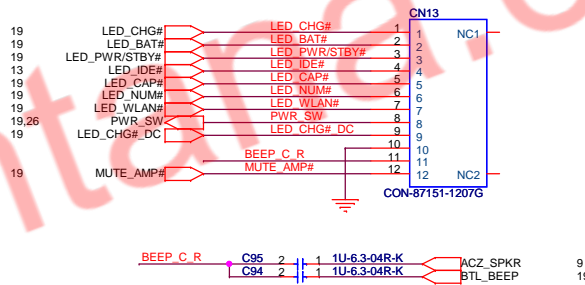 CN13
19 LED_CHG# LED_CHG# 1 1 NC1
19 LED_BAT# LED_BAT# 2 2
19 LED_PWR/STBY# LED_PWR/STBY# 3 3
13 LED_IDE# LED_IDE# 4 4
19 LED_CAP# LED_CAP# 5 5
19 LED_NUM# LED_NUM# 6 6
19 LED_WLAN# LED_WLAN# 7 7
19,26 PWR_SW PWR_SW 8 8
19 LED_CHG#_DC LED_CHG#_DC 9 9
10 10
BEEP_C_R 11 11
19 MUTE_AMP# MUTE_AMP# 12 12 NC2
CON-87151-1207G
BEEP_C_R C95 2 1 1U-6.3-04R-K ACZ_SPKR 9
C94 2 1 1U-6.3-04R-K BTL_BEEP